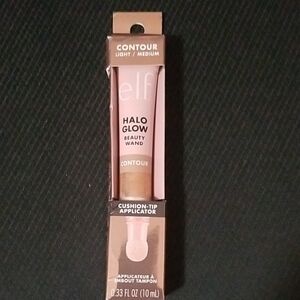 CONTOUR
LIGHT / MEDIUM
e.l.f.
HALO
GLOW
BEAUTY
WAND
CONTOUR
CUSHION-TIP
APPLICATOR
APPLICATEUR À
EMBOUT TAMPON
0.33 FL OZ (10 mL)